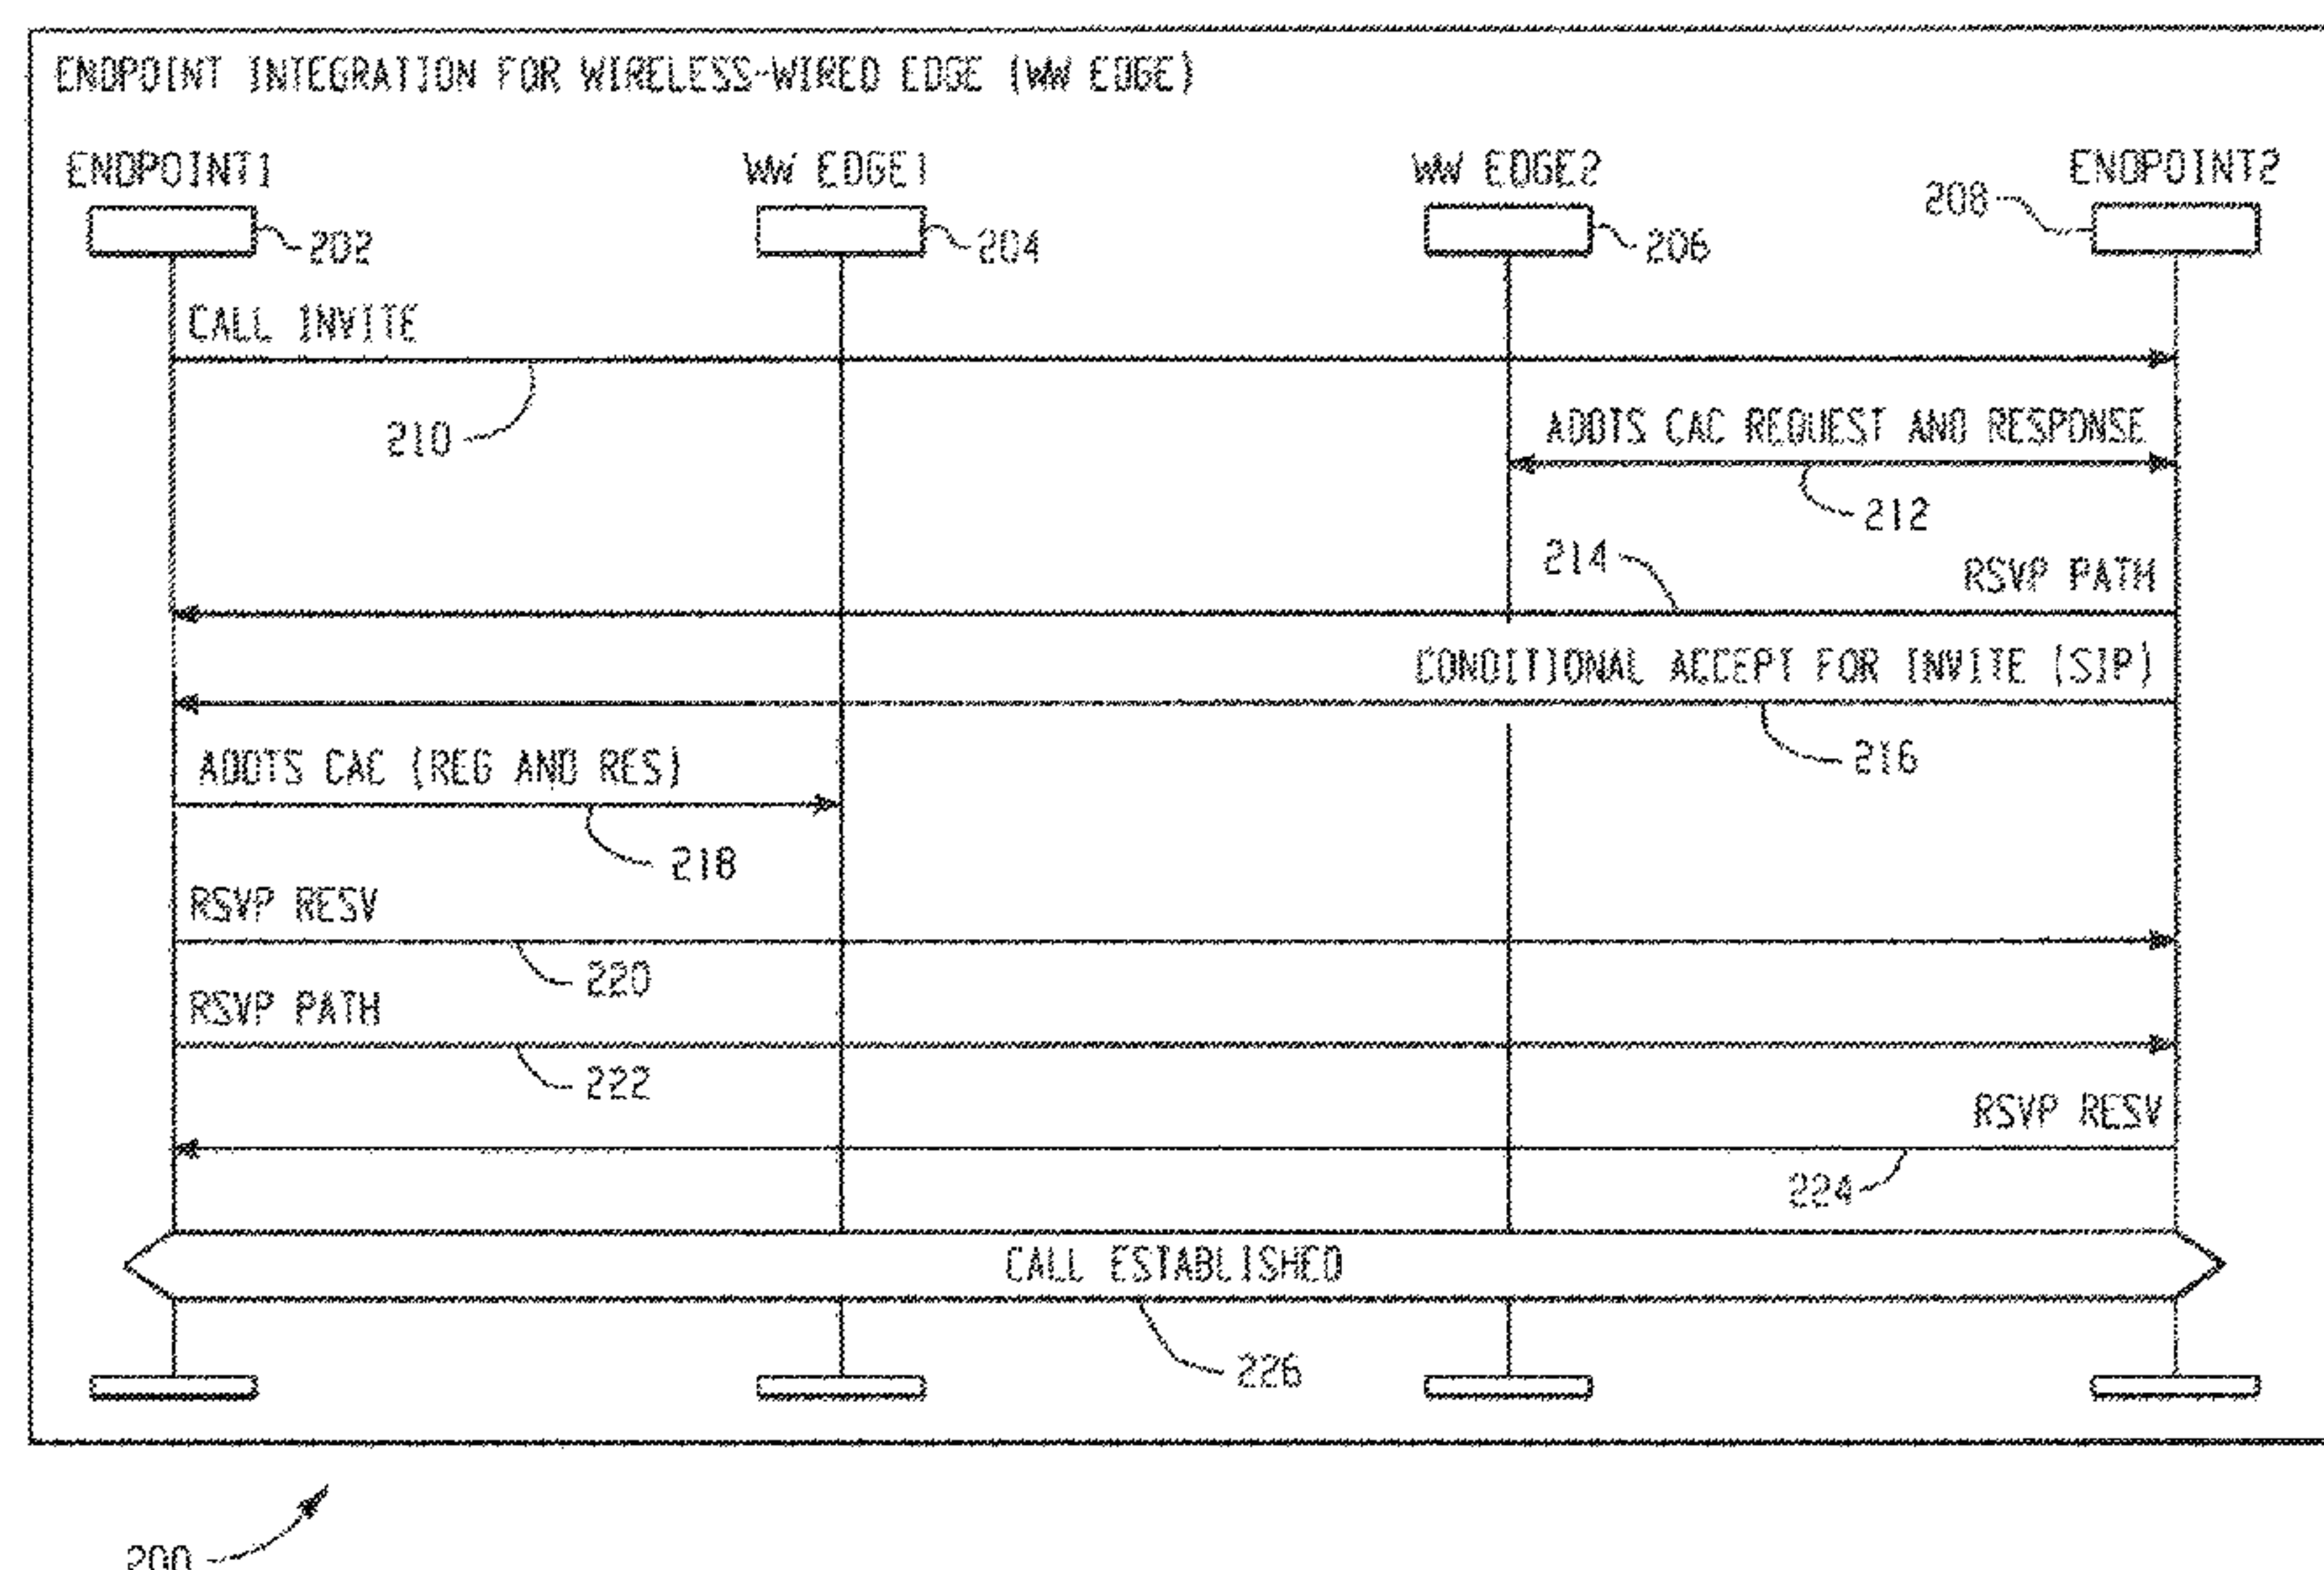 ENDPOINT INTEGRATION FOR WIRELESS-WIRED EDGE (WW EDGE)
ENDPOINT1 WW EDGE1 WW EDGE2 ENDPOINT2
202 204 206 208
CALL INVITE
210
ADDTS CAC REQUEST AND RESPONSE
212
214 RSVP PATH
CONDITIONAL ACCEPT FOR INVITE (SIP)
216
ADDTS CAC (REG AND RES)
218
RSVP RESV
220
RSVP PATH
222
RSVP RESV
224
CALL ESTABLISHED
226
200